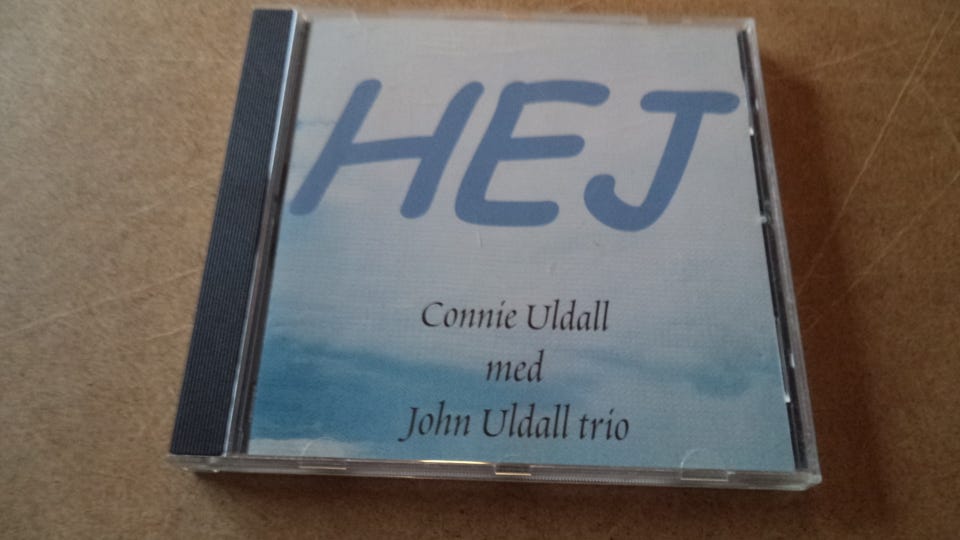 HEJ
Connie Uldall
med
John Uldall trio